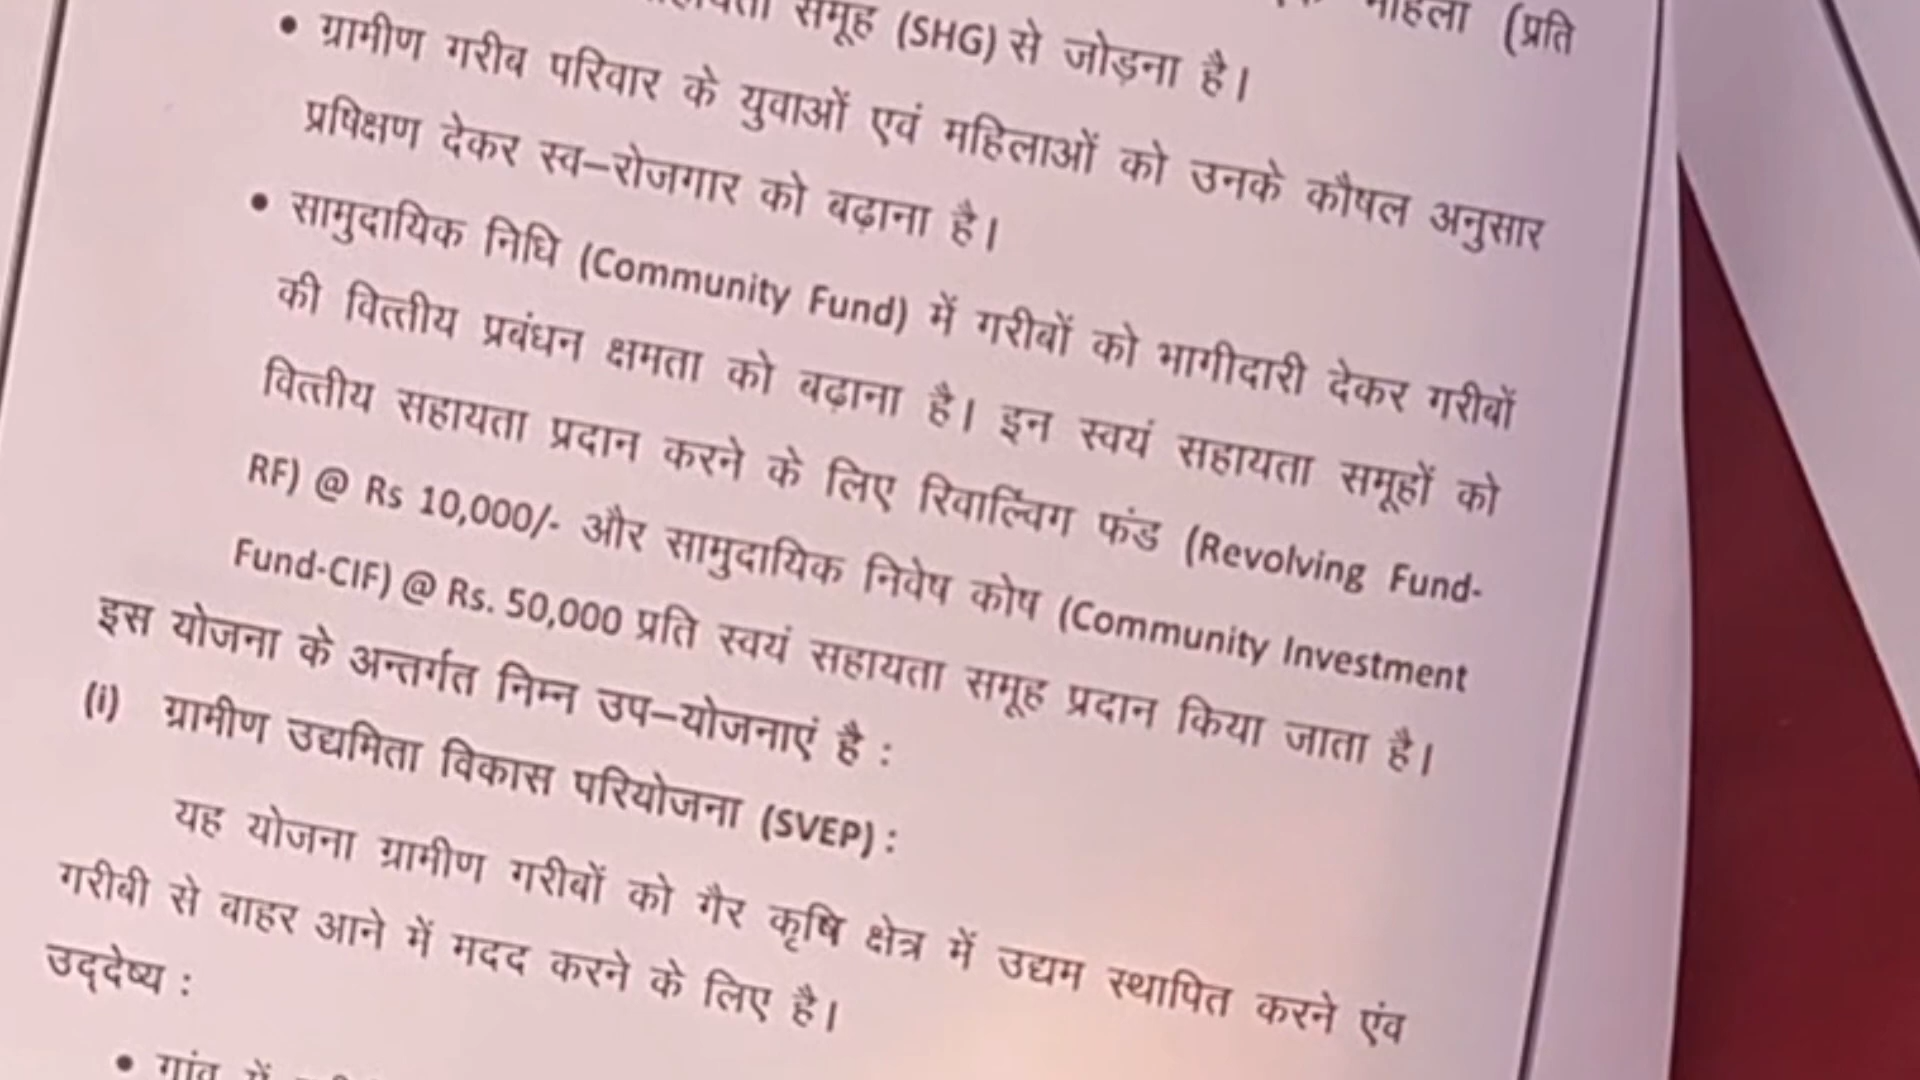 समूह (SHG) से जोड़ना है। महिला (प्रति
• ग्रामीण गरीब परिवार के युवाओं एवं महिलाओं को उनके कौषल अनुसार
प्रषिक्षण देकर स्व–रोजगार को बढ़ाना है।
• सामुदायिक निधि (Community Fund) में गरीबों को भागीदारी देकर गरीबों
की वित्तीय प्रबंधन क्षमता को बढ़ाना है। इन स्वयं सहायता समूहों को
वित्तीय सहायता प्रदान करने के लिए रिवाल्विंग फंड (Revolving Fund-
RF) @ Rs 10,000/- और सामुदायिक निवेष कोष (Community Investment
Fund-CIF) @ Rs. 50,000 प्रति स्वयं सहायता समूह प्रदान किया जाता है।
इस योजना के अन्तर्गत निम्न उप–योजनाएं है :
(i) ग्रामीण उद्यमिता विकास परियोजना (SVEP) :
यह योजना ग्रामीण गरीबों को गैर कृषि क्षेत्र में उद्यम स्थापित करने एंव
गरीबी से बाहर आने में मदद करने के लिए है।
उद्‌देष्य :
• गांव में